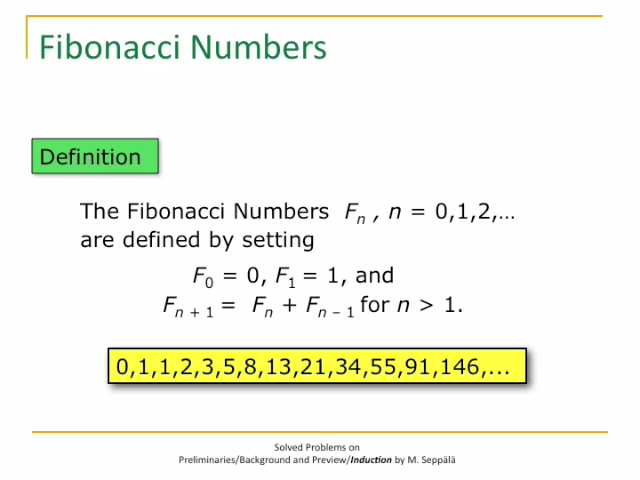 Fibonacci Numbers
Definition
The Fibonacci Numbers Fn , n = 0,1,2,…
are defined by setting
F0 = 0, F1 = 1, and
Fn + 1 = Fn + Fn – 1 for n > 1.
0,1,1,2,3,5,8,13,21,34,55,91,146,...
Solved Problems on
Preliminaries/Background and Preview/Induction by M. Seppälä